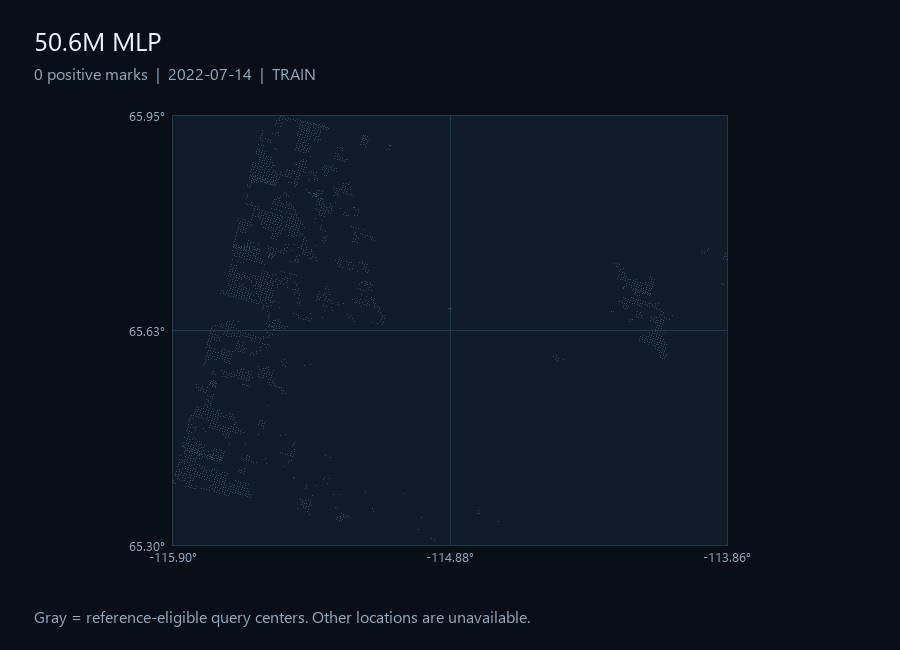 50.6M MLP
0 positive marks | 2022-07-14 | TRAIN
65.95°
65.63°
65.30°
-115.90°
-114.88°
-113.86°
Gray = reference-eligible query centers. Other locations are unavailable.